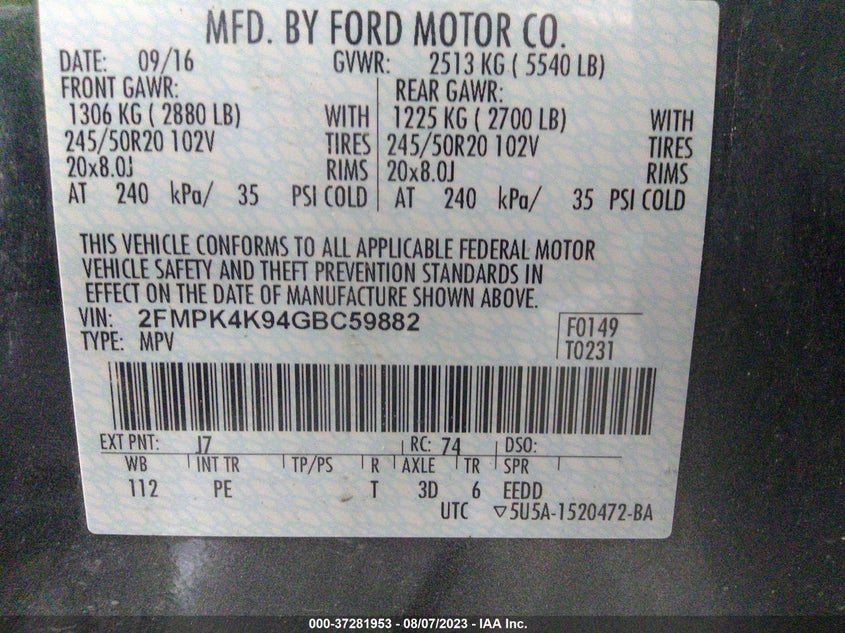 MFD. BY FORD MOTOR CO.
DATE: 09/16 GVWR: 2513 KG ( 5540 LB)
FRONT GAWR: REAR GAWR:
1306 KG ( 2880 LB) WITH 1225 KG ( 2700 LB) WITH
245/50R20 102V TIRES 245/50R20 102V TIRES
20x8.0J RIMS 20x8.0J RIMS
AT 240 kPa/ 35 PSI COLD AT 240 kPa/ 35 PSI COLD
THIS VEHICLE CONFORMS TO ALL APPLICABLE FEDERAL MOTOR
VEHICLE SAFETY AND THEFT PREVENTION STANDARDS IN
EFFECT ON THE DATE OF MANUFACTURE SHOWN ABOVE.
VIN: 2FMPK4K94GBC59882 F0149
TYPE: MPV T0231
EXT PNT: J7 RC: 74 DSO:
WB INT TR TP/PS R AXLE TR SPR
112 PE T 3D 6 EEDD
UTC ▽5U5A-1520472-BA
000-37281953 - 08/07/2023 - IAA Inc.